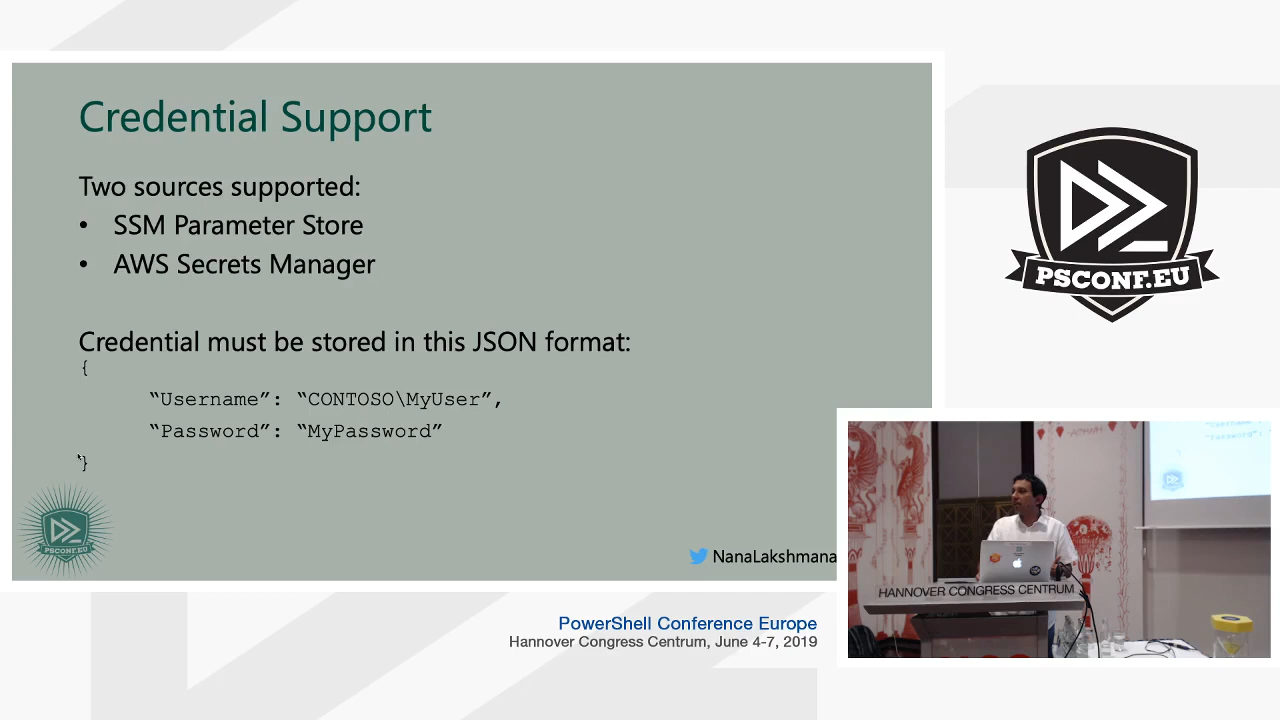 Credential Support
Two sources supported:
• SSM Parameter Store
• AWS Secrets Manager
Credential must be stored in this JSON format:
{
“Username”: “CONTOSO\MyUser”,
“Password”: “MyPassword”
}
PSCONF.EU
NanaLakshmana
PSCONF.EU
HANNOVER CONGRESS CENTRUM
PowerShell Conference Europe
Hannover Congress Centrum, June 4-7, 2019